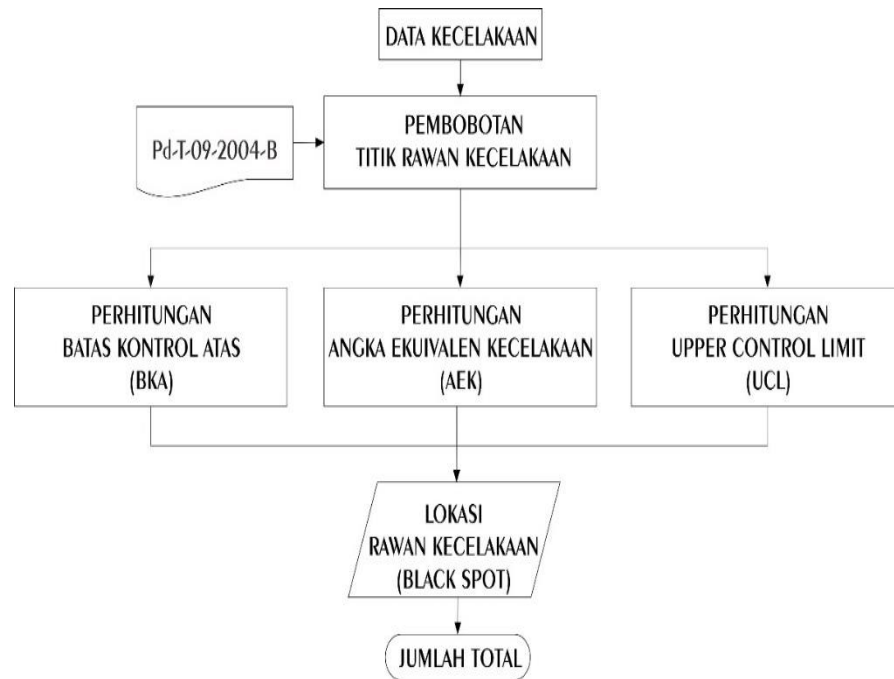 DATA KECELAKAAN
Pd-T-09-2004-B
PEMBOBOTAN
TITIK RAWAN KECELAKAAN
PERHITUNGAN
BATAS KONTROL ATAS
(BKA)
PERHITUNGAN
ANGKA EKUIVALEN KECELAKAAN
(AEK)
PERHITUNGAN
UPPER CONTROL LIMIT
(UCL)
LOKASI
RAWAN KECELAKAAN
(BLACK SPOT)
JUMLAH TOTAL